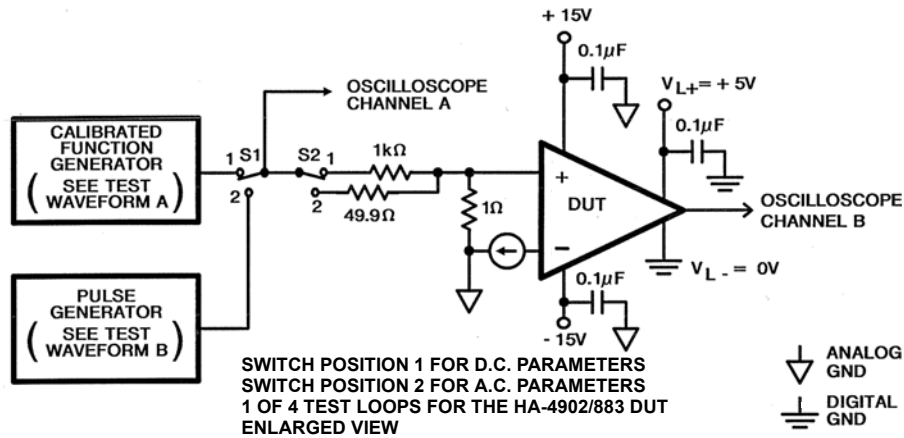 + 15V
0.1µF
V L+ = + 5V
0.1µF
OSCILLOSCOPE
CHANNEL A
CALIBRATED
FUNCTION
GENERATOR
( SEE TEST
WAVEFORM A )
1 S1
2
S2 1
2
1kΩ
49.9Ω
1Ω
+
DUT
−
OSCILLOSCOPE
CHANNEL B
V L - = 0V
0.1µF
- 15V
PULSE
GENERATOR
( SEE TEST
WAVEFORM B )
SWITCH POSITION 1 FOR D.C. PARAMETERS
SWITCH POSITION 2 FOR A.C. PARAMETERS
1 OF 4 TEST LOOPS FOR THE HA-4902/883 DUT
ENLARGED VIEW
ANALOG
GND
DIGITAL
GND